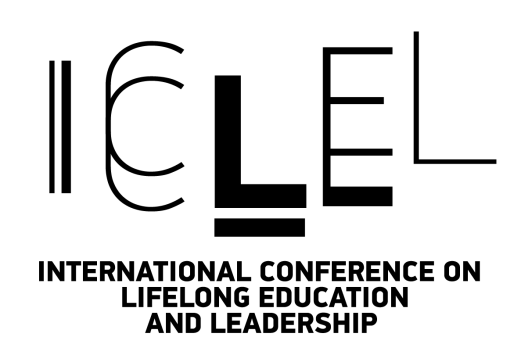 ICLEL
INTERNATIONAL CONFERENCE ON
LIFELONG EDUCATION
AND LEADERSHIP